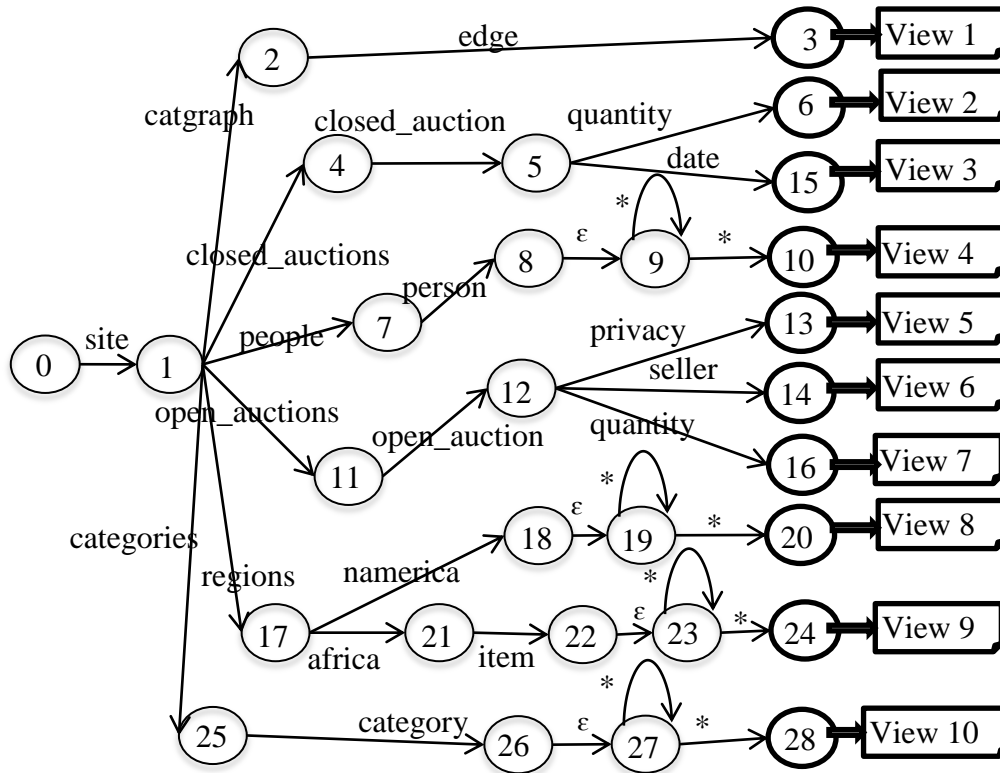 2 edge 3 View 1
catgraph closed_auction quantity 6 View 2
4 5 date 15 View 3
closed_auctions person 8 ε * 9 * 10 View 4
people 7 privacy 13 View 5
0 site 1 12 seller 14 View 6
open_auctions 11 open_auction quantity 16 View 7
categories namerica 18 ε * 19 * 20 View 8
regions 17 africa 21 item 22 ε * 23 * 24 View 9
25 category 26 ε * 27 * 28 View 10